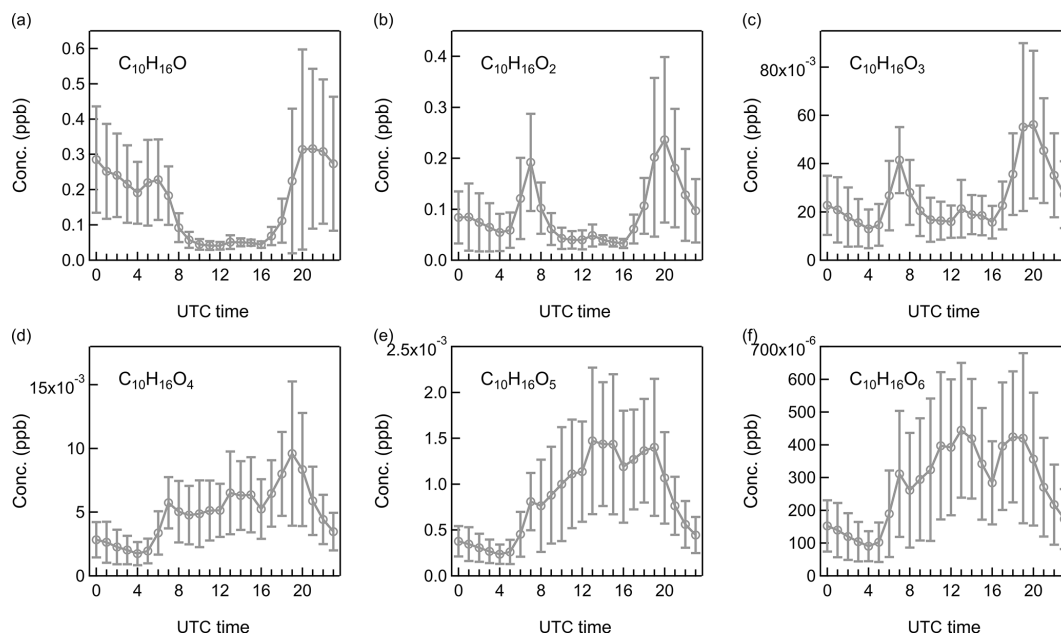 (a)
C₁₀H₁₆O
Conc. (ppb)
0.6
0.5
0.4
0.3
0.2
0.1
0.0
0 4 8 12 16 20
UTC time
(b)
C₁₀H₁₆O₂
Conc. (ppb)
0.4
0.3
0.2
0.1
0.0
0 4 8 12 16 20
UTC time
(c)
C₁₀H₁₆O₃
Conc. (ppb)
80x10⁻³
60
40
20
0
0 4 8 12 16 20
UTC time
(d)
C₁₀H₁₆O₄
Conc. (ppb)
15x10⁻³
10
5
0
0 4 8 12 16 20
UTC time
(e)
C₁₀H₁₆O₅
Conc. (ppb)
2.5x10⁻³
2.0
1.5
1.0
0.5
0.0
0 4 8 12 16 20
UTC time
(f)
C₁₀H₁₆O₆
Conc. (ppb)
700x10⁻⁶
600
500
400
300
200
100
0
0 4 8 12 16 20
UTC time